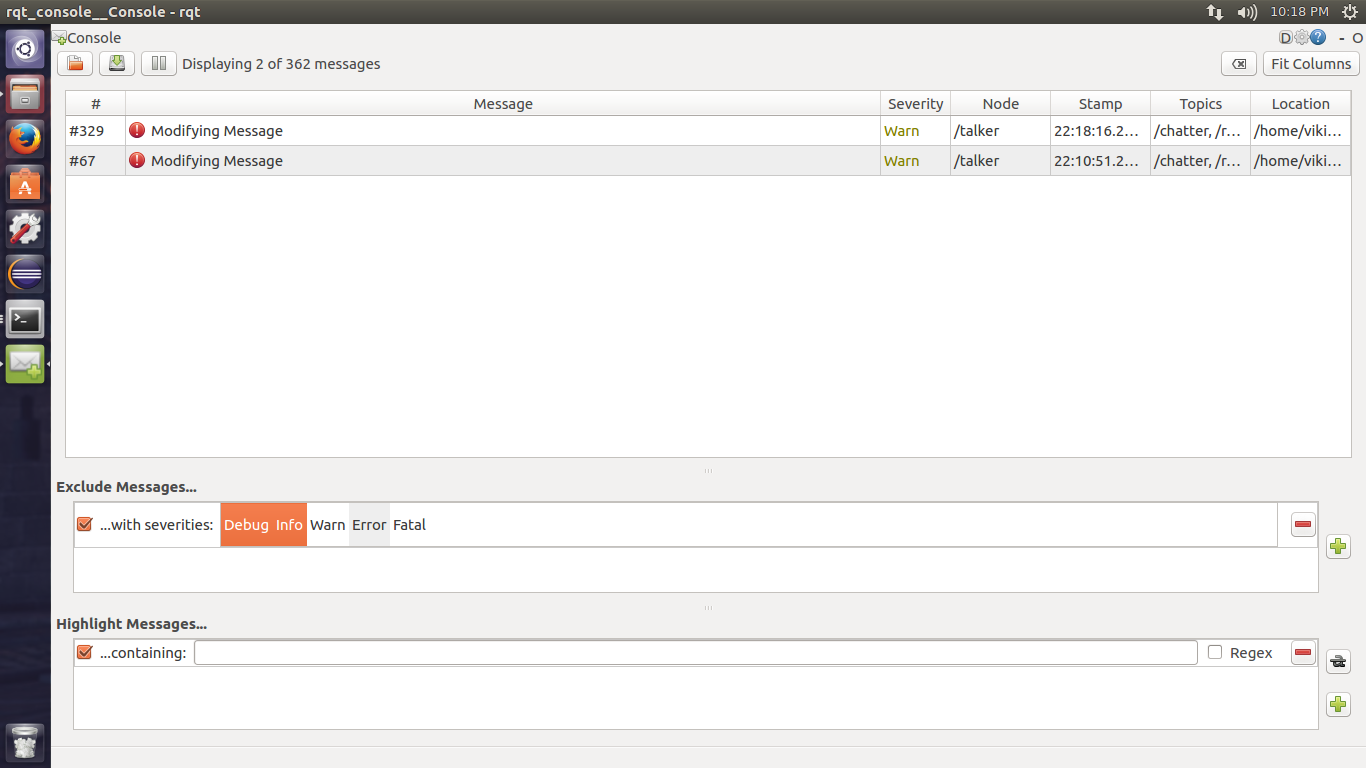 rqt_console__Console - rqt 10:18 PM
Console D - O
Displaying 2 of 362 messages Fit Columns
# Message Severity Node Stamp Topics Location
#329 Modifying Message Warn /talker 22:18:16.2... /chatter, /r... /home/viki...
#67 Modifying Message Warn /talker 22:10:51.2... /chatter, /r... /home/viki...
Exclude Messages...
...with severities: Debug Info Warn Error Fatal
Highlight Messages...
...containing: Regex